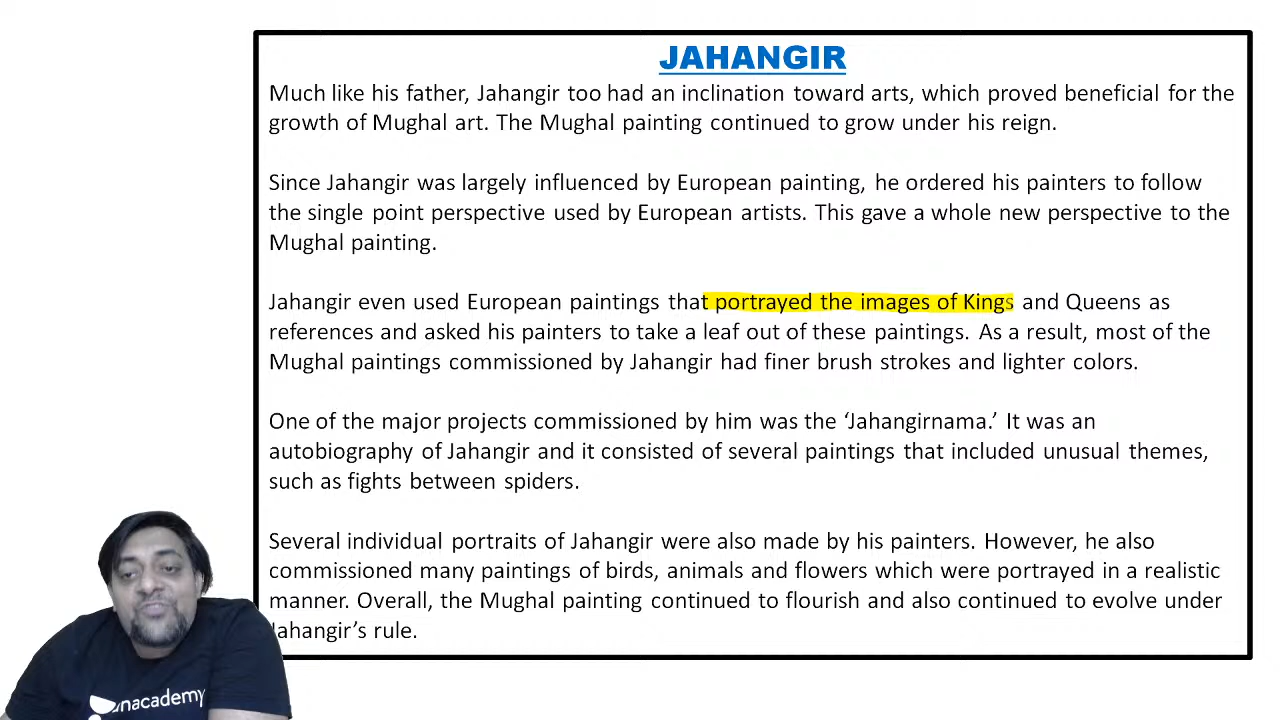 JAHANGIR
Much like his father, Jahangir too had an inclination toward arts, which proved beneficial for the
growth of Mughal art. The Mughal painting continued to grow under his reign.
Since Jahangir was largely influenced by European painting, he ordered his painters to follow
the single point perspective used by European artists. This gave a whole new perspective to the
Mughal painting.
Jahangir even used European paintings that portrayed the images of Kings and Queens as
references and asked his painters to take a leaf out of these paintings. As a result, most of the
Mughal paintings commissioned by Jahangir had finer brush strokes and lighter colors.
One of the major projects commissioned by him was the ‘Jahangirnama.’ It was an
autobiography of Jahangir and it consisted of several paintings that included unusual themes,
such as fights between spiders.
Several individual portraits of Jahangir were also made by his painters. However, he also
commissioned many paintings of birds, animals and flowers which were portrayed in a realistic
manner. Overall, the Mughal painting continued to flourish and also continued to evolve under
Jahangir’s rule.
unacademy